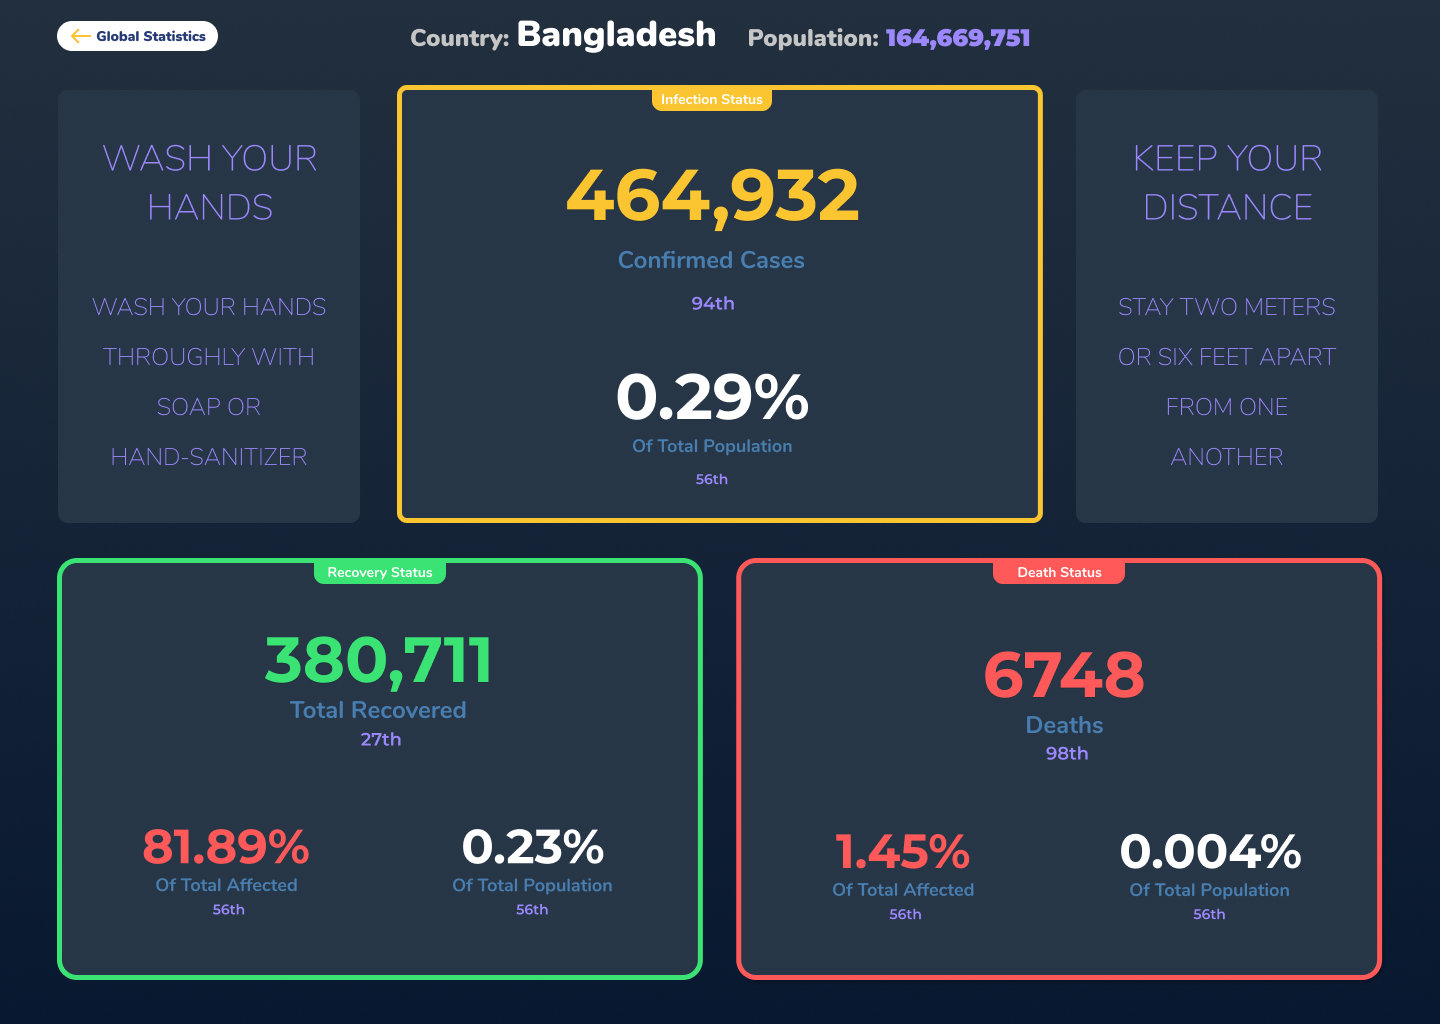 Global Statistics
Country: Bangladesh Population: 164,669,751
WASH YOUR
HANDS
WASH YOUR HANDS
THROUGHLY WITH
SOAP OR
HAND-SANITIZER
Infection Status
464,932
Confirmed Cases
94th
0.29%
Of Total Population
56th
KEEP YOUR
DISTANCE
STAY TWO METERS
OR SIX FEET APART
FROM ONE
ANOTHER
Recovery Status
380,711
Total Recovered
27th
81.89%
Of Total Affected
56th
0.23%
Of Total Population
56th
Death Status
6748
Deaths
98th
1.45%
Of Total Affected
56th
0.004%
Of Total Population
56th